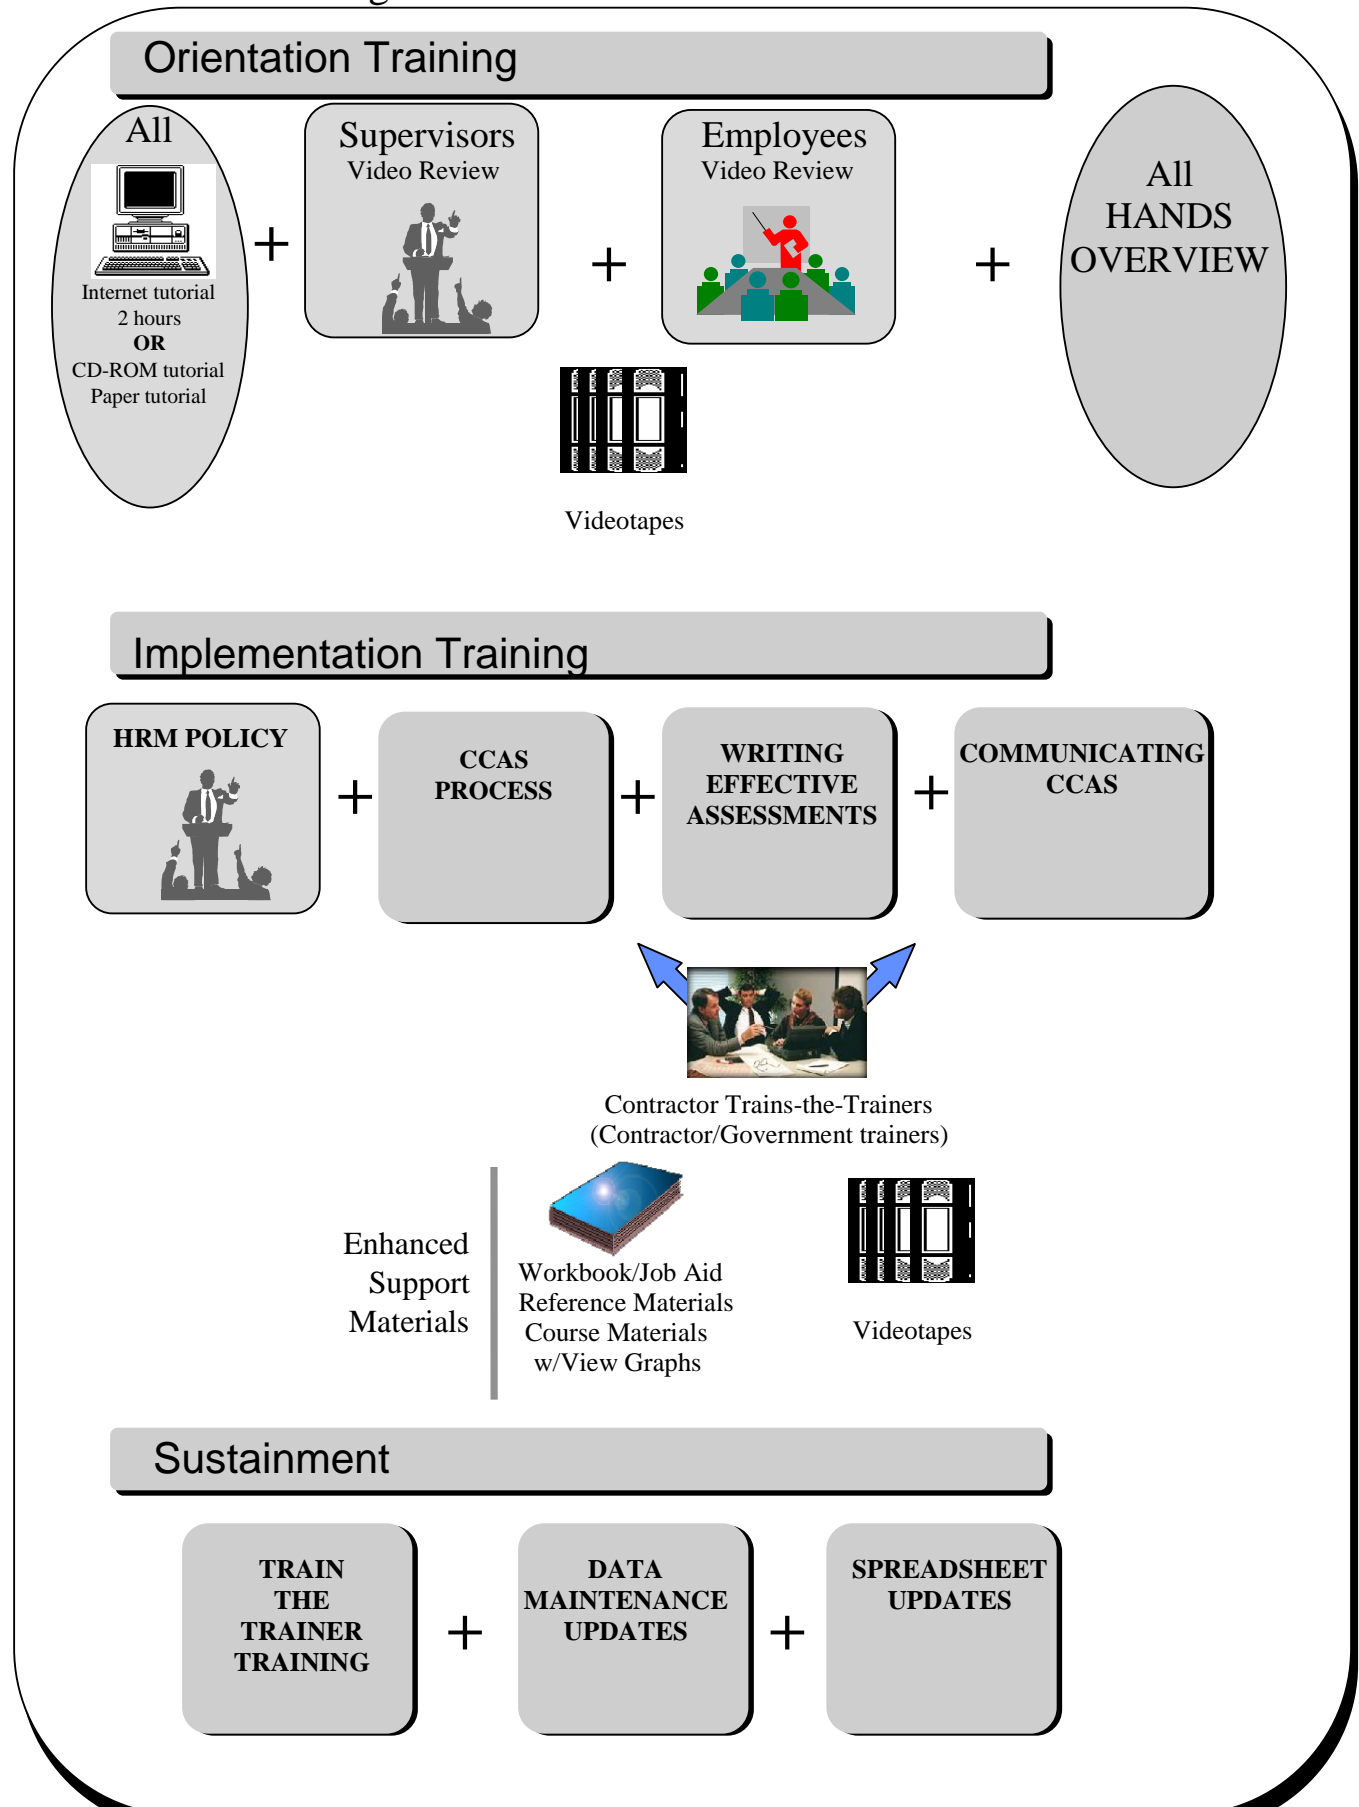 Orientation Training
All
Internet tutorial
2 hours
OR
CD-ROM tutorial
Paper tutorial
+
Supervisors
Video Review
+
Employees
Video Review
+
All
HANDS
OVERVIEW
Videotapes
Implementation Training
HRM POLICY
+
CCAS
PROCESS
+
WRITING
EFFECTIVE
ASSESSMENTS
+
COMMUNICATING
CCAS
Contractor Trains-the-Trainers
(Contractor/Government trainers)
Enhanced
Support
Materials
Workbook/Job Aid
Reference Materials
Course Materials
w/View Graphs
Videotapes
Sustainment
TRAIN
THE
TRAINER
TRAINING
+
DATA
MAINTENANCE
UPDATES
+
SPREADSHEET
UPDATES